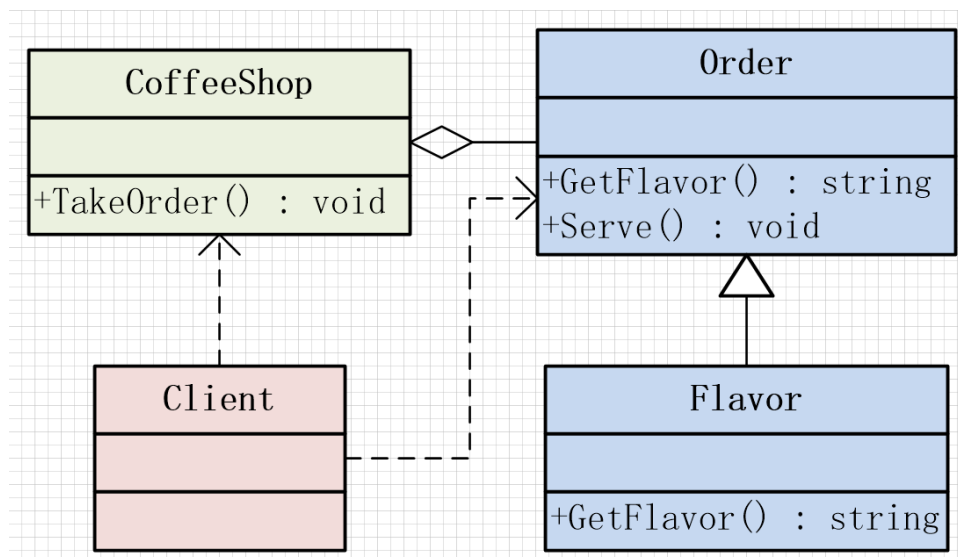 CoffeeShop
+TakeOrder() : void
Order
+GetFlavor() : string
+Serve() : void
Client
Flavor
+GetFlavor() : string